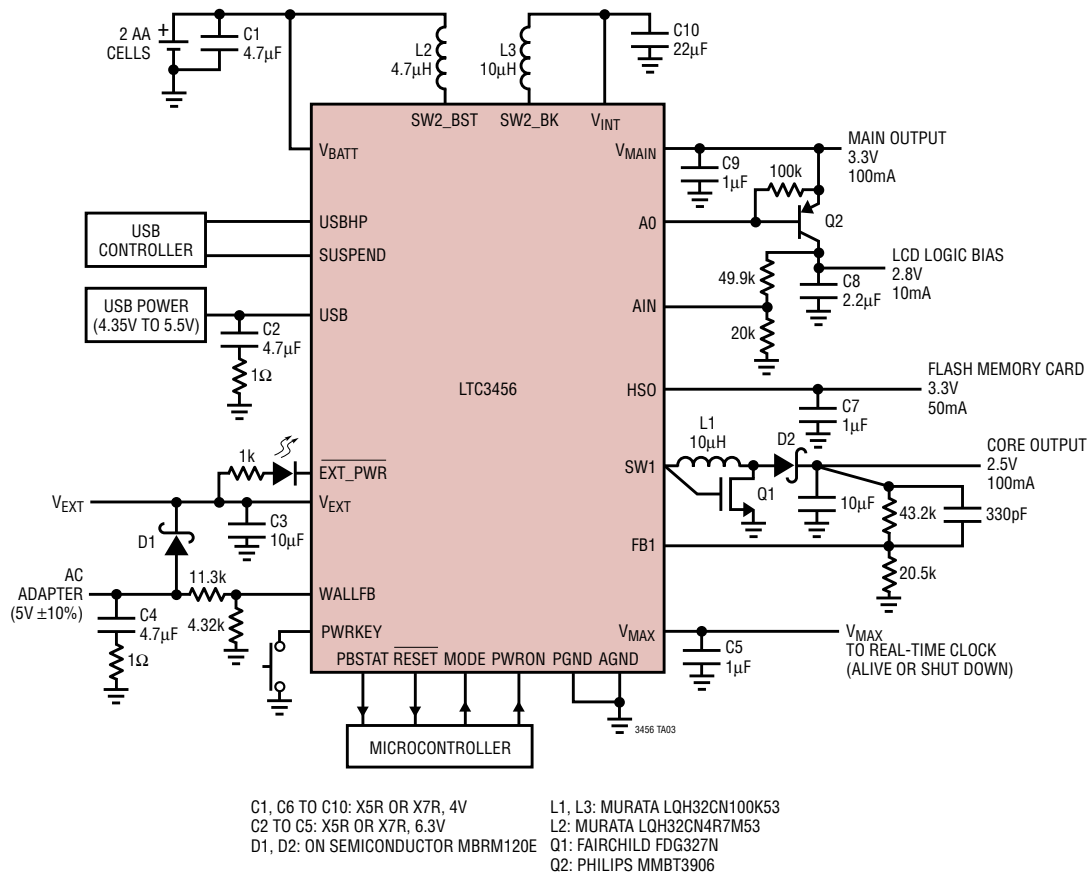 2 AA
CELLS
+
C1
4.7µF
L2
4.7µH
L3
10µH
C10
22µF
SW2_BST
SW2_BK
VINT
VBATT
VMAIN
MAIN OUTPUT
3.3V
100mA
C9
1µF
100k
USB
CONTROLLER
USBHP
SUSPEND
A0
Q2
LCD LOGIC BIAS
2.8V
10mA
49.9k
C8
2.2µF
USB POWER
(4.35V TO 5.5V)
USB
AIN
20k
C2
4.7µF
1Ω
LTC3456
HSO
FLASH MEMORY CARD
3.3V
50mA
C7
1µF
1k
EXT_PWR
L1
10µH
D2
SW1
CORE OUTPUT
2.5V
100mA
Q1
10µF
43.2k
330pF
VEXT
VEXT
C3
10µF
D1
FB1
20.5k
AC
ADAPTER
(5V ±10%)
11.3k
WALLFB
C4
4.7µF
4.32k
1Ω
PWRKEY
VMAX
VMAX
TO REAL-TIME CLOCK
(ALIVE OR SHUT DOWN)
C5
1µF
PBSTAT RESET MODE PWRON PGND AGND
3456 TA03
MICROCONTROLLER
C1, C6 TO C10: X5R OR X7R, 4V
C2 TO C5: X5R OR X7R, 6.3V
D1, D2: ON SEMICONDUCTOR MBRM120E
L1, L3: MURATA LQH32CN100K53
L2: MURATA LQH32CN4R7M53
Q1: FAIRCHILD FDG327N
Q2: PHILIPS MMBT3906